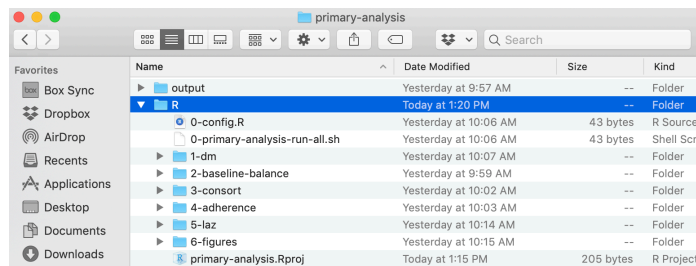 primary-analysis
Search
Favorites
Name Date Modified Size Kind
box Box Sync
Dropbox
AirDrop
Recents
Applications
Desktop
Documents
Downloads
output Yesterday at 9:57 AM -- Folder
R Today at 1:20 PM -- Folder
0-config.R Yesterday at 10:06 AM 43 bytes R Source
0-primary-analysis-run-all.sh Yesterday at 10:06 AM 43 bytes Shell Scr
1-dm Yesterday at 10:07 AM -- Folder
2-baseline-balance Yesterday at 9:59 AM -- Folder
3-consort Yesterday at 10:02 AM -- Folder
4-adherence Yesterday at 10:03 AM -- Folder
5-laz Yesterday at 10:14 AM -- Folder
6-figures Yesterday at 10:15 AM -- Folder
R primary-analysis.Rproj Today at 1:15 PM 205 bytes R Project